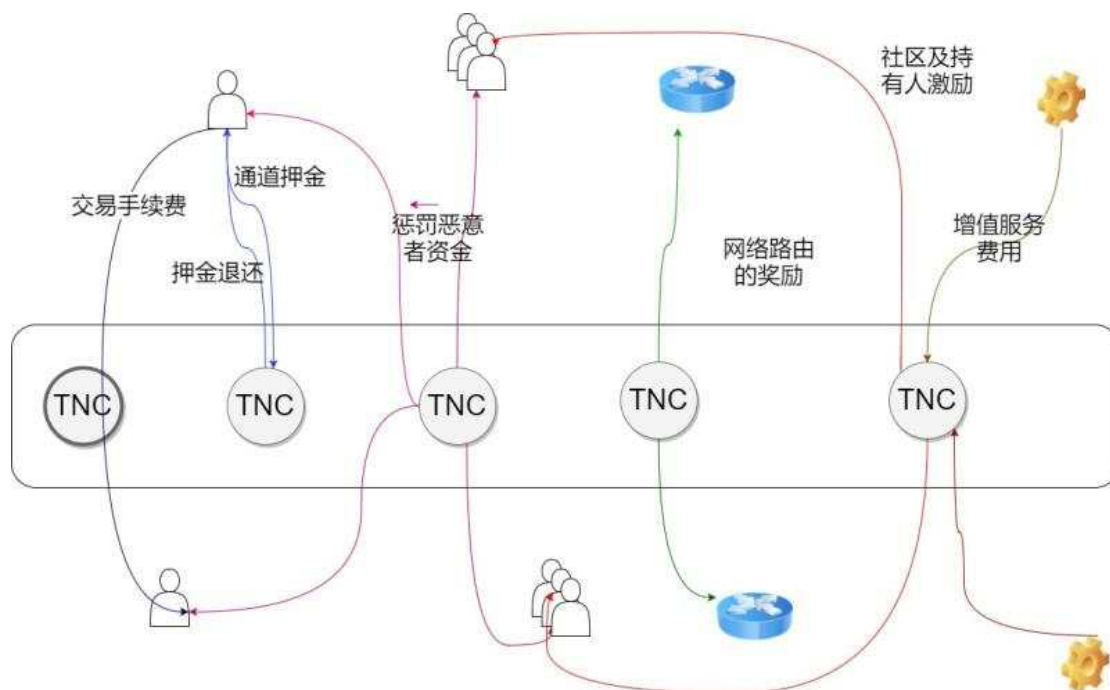 社区及持
有人激励
通道押金
交易手续费
惩罚恶意
者资金
增值服务
费用
网络路由
的奖励
押金退还
TNC
TNC
TNC
TNC
TNC